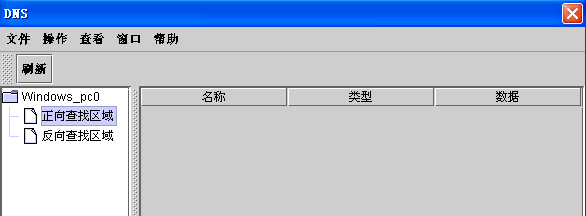 DNS
文件 操作 查看 窗口 帮助
刷新
Windows_pc0
正向查找区域
反向查找区域
名称 类型 数据